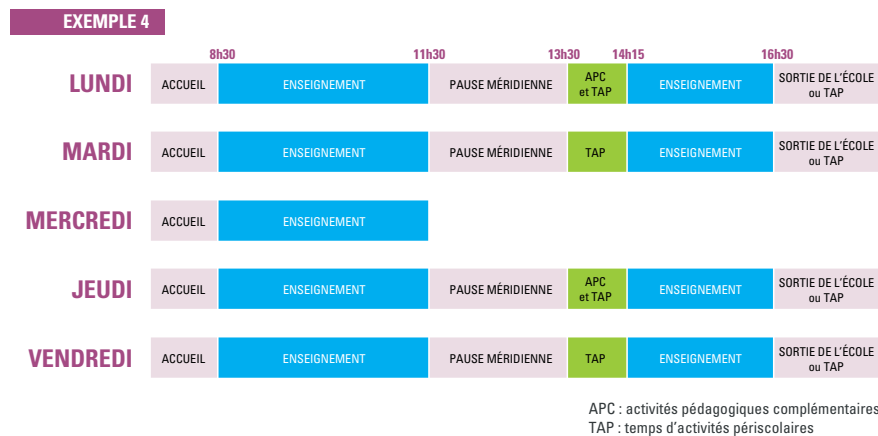 EXEMPLE 4
8h30 11h30 13h30 14h15 16h30
LUNDI ACCUEIL ENSEIGNEMENT PAUSE MÉRIDIENNE APC et TAP ENSEIGNEMENT SORTIE DE L'ÉCOLE ou TAP
MARDI ACCUEIL ENSEIGNEMENT PAUSE MÉRIDIENNE TAP ENSEIGNEMENT SORTIE DE L'ÉCOLE ou TAP
MERCREDI ACCUEIL ENSEIGNEMENT
JEUDI ACCUEIL ENSEIGNEMENT PAUSE MÉRIDIENNE APC et TAP ENSEIGNEMENT SORTIE DE L'ÉCOLE ou TAP
VENDREDI ACCUEIL ENSEIGNEMENT PAUSE MÉRIDIENNE TAP ENSEIGNEMENT SORTIE DE L'ÉCOLE ou TAP
APC : activités pédagogiques complémentaires
TAP : temps d'activités périscolaires